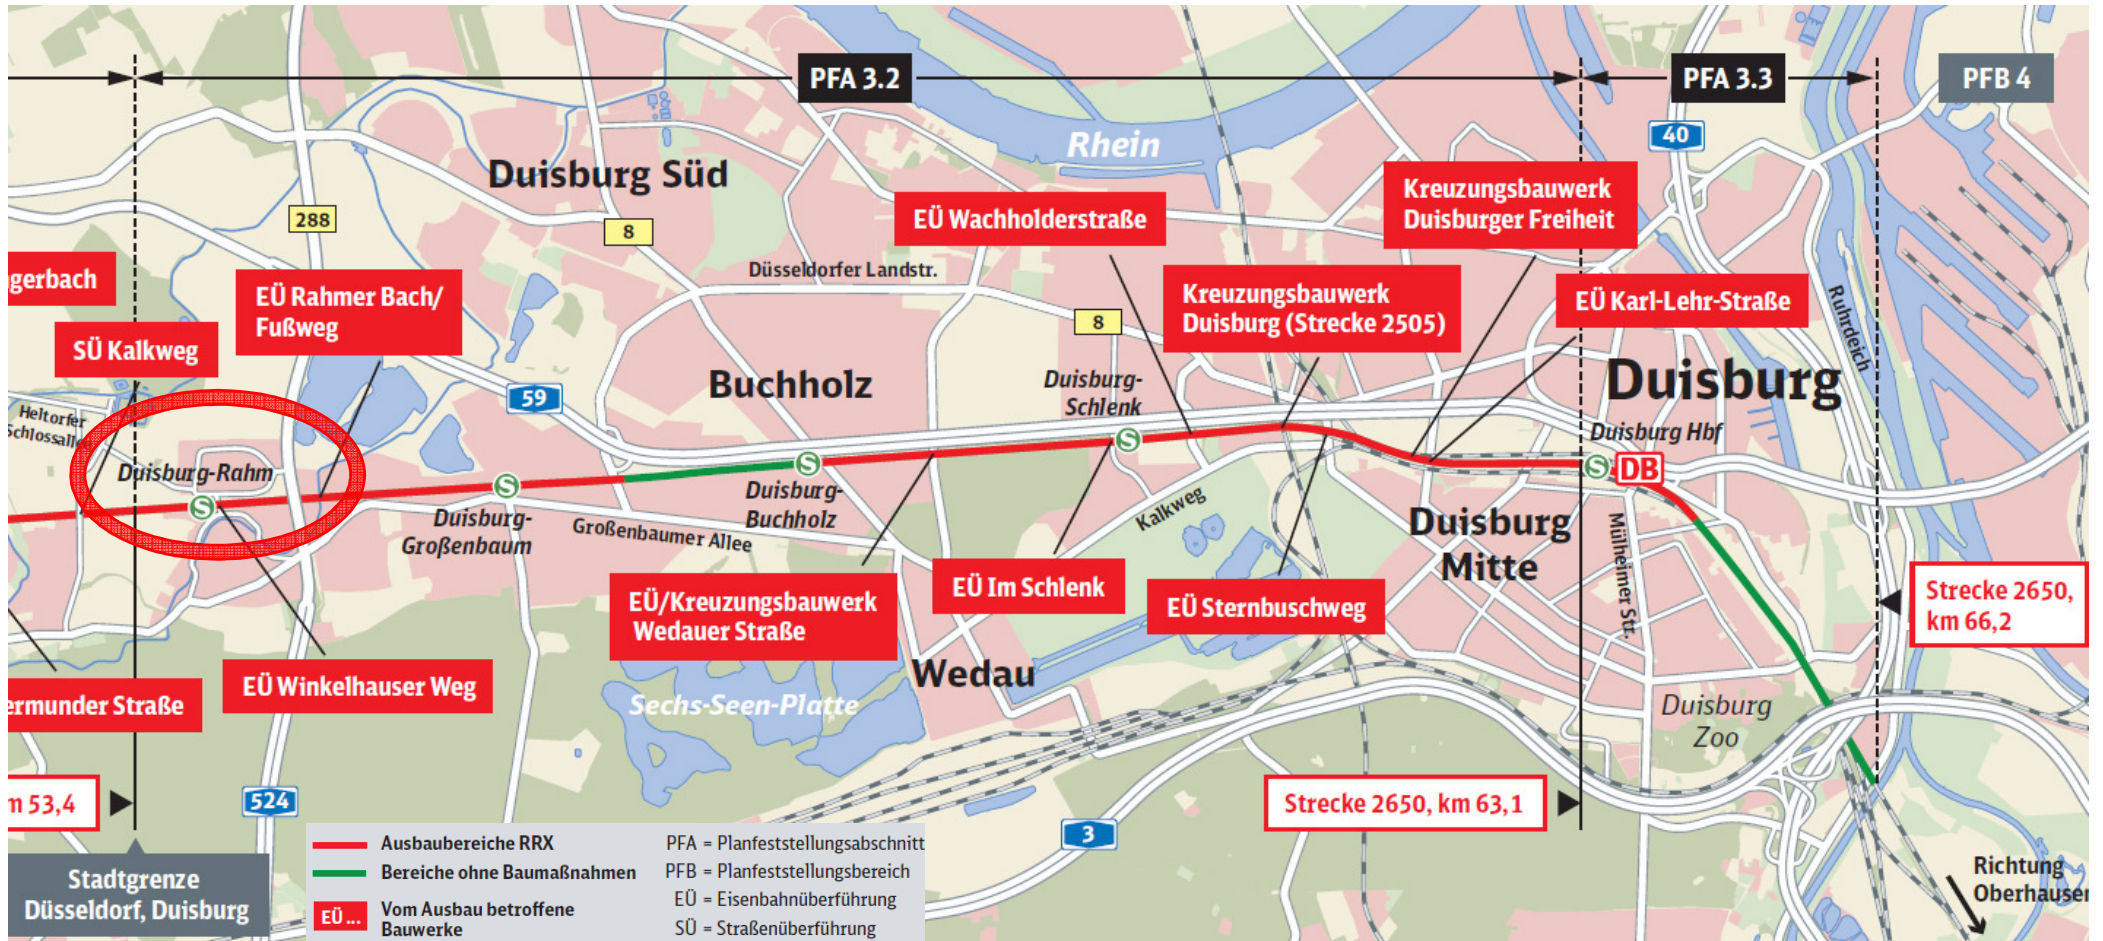 PFA 3.2
PFA 3.3
PFB 4
40
Rhein
Duisburg Süd
Kreuzungsbauwerk
Duisburger Freiheit
288
8
EÜ Wachholderstraße
gerbach
EÜ Rahmer Bach/
Fußweg
Düsseldorfer Landstr.
Kreuzungsbauwerk
Duisburg (Strecke 2505)
EÜ Karl-Lehr-Straße
Ruhrdeich
8
SÜ Kalkweg
59
Buchholz
Duisburg-
Schlenk
Duisburg
Heltorfer
Schlossallee
Duisburg Hbf
Duisburg-Rahm
S
S
S
S
S
DB
Duisburg-
Großenbaum
Großenbaumer Allee
Duisburg-
Buchholz
Kalkweg
Duisburg
Mitte
Mülheimer Str.
EÜ/Kreuzungsbauwerk
Wedauer Straße
EÜ Im Schlenk
EÜ Sternbuschweg
Strecke 2650,
km 66,2
Wedau
EÜ Winkelhauser Weg
ermunder Straße
Sechs-Seen-Platte
Duisburg
Zoo
m 53,4
524
Strecke 2650, km 63,1
3
Stadtgrenze
Düsseldorf, Duisburg
Ausbaubereiche RRX
Bereiche ohne Baumaßnahmen
EÜ ...
Vom Ausbau betroffene
Bauwerke
PFA = Planfeststellungsabschnitt
PFB = Planfeststellungsbereich
EÜ = Eisenbahnüberführung
SÜ = Straßenüberführung
Richtung
Oberhausen